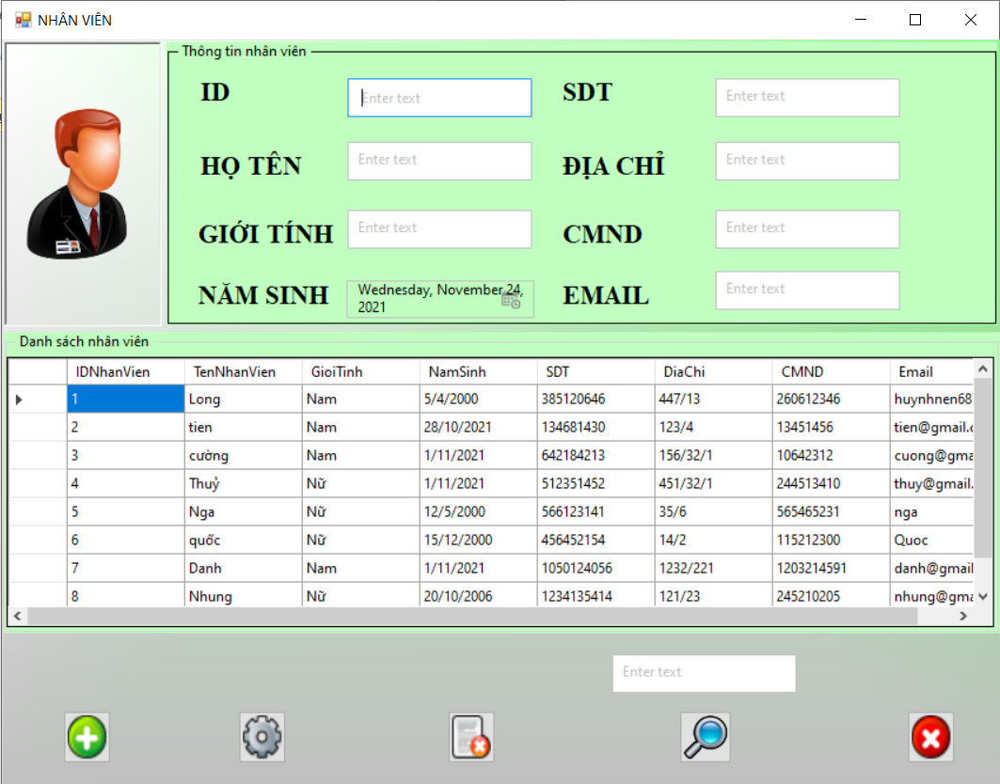 NHÂN VIÊN
Thông tin nhân viên
ID Enter text SDT Enter text
HỌ TÊN Enter text ĐỊA CHỈ Enter text
GIỚI TÍNH Enter text CMND Enter text
NĂM SINH Wednesday, November 24, 2021 EMAIL Enter text
Danh sách nhân viên
IDNhanVien TenNhanVien GioiTinh NamSinh SDT DiaChi CMND Email
1 Long Nam 5/4/2000 385120646 447/13 260612346 huynhnen68
2 tien Nam 28/10/2021 134681430 123/4 13451456 tien@gmail.c
3 cường Nam 1/11/2021 642184213 156/32/1 10642312 cuong@gma
4 Thuỷ Nữ 1/11/2021 512351452 451/32/1 244513410 thuy@gmail.
5 Nga Nữ 12/5/2000 566123141 35/6 565465231 nga
6 quốc Nữ 15/12/2000 456452154 14/2 115212300 Quoc
7 Danh Nam 1/11/2021 1050124056 1232/221 1203214591 danh@gmail
8 Nhung Nữ 20/10/2006 1234135414 121/23 245210205 nhung@gma
Enter text